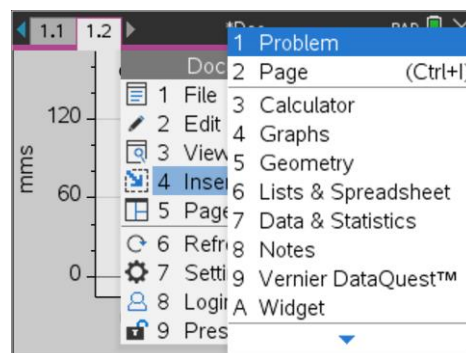 1.1 1.2 *Doc RAD
120
60
0
mms
Doc
1 File
2 Edit
3 View
4 Inser
5 Page
6 Refr
7 Setti
8 Login
9 Pres
1 Problem
2 Page (Ctrl+I)
3 Calculator
4 Graphs
5 Geometry
6 Lists & Spreadsheet
7 Data & Statistics
8 Notes
9 Vernier DataQuest™
A Widget